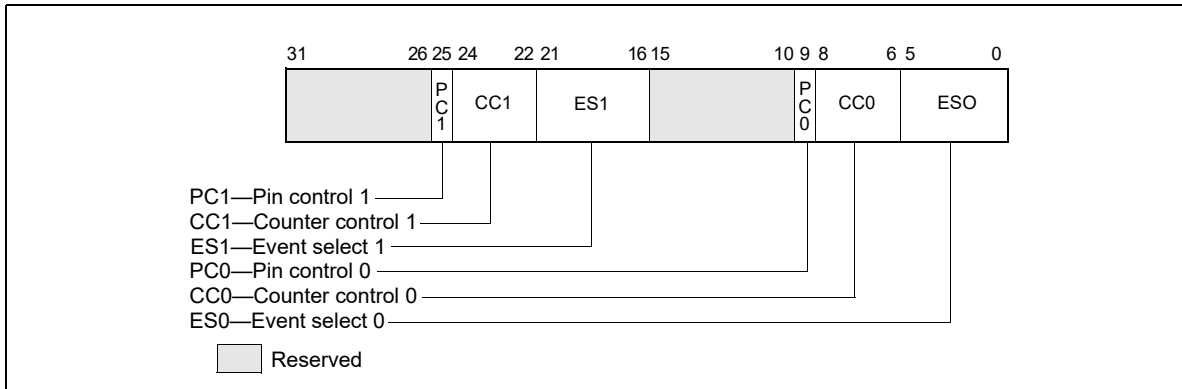 31 26 25 24 22 21 16 15 10 9 8 6 5 0
PC1 CC1 ES1 PC0 CC0 ESO
PC1—Pin control 1
CC1—Counter control 1
ES1—Event select 1
PC0—Pin control 0
CC0—Counter control 0
ES0—Event select 0
Reserved